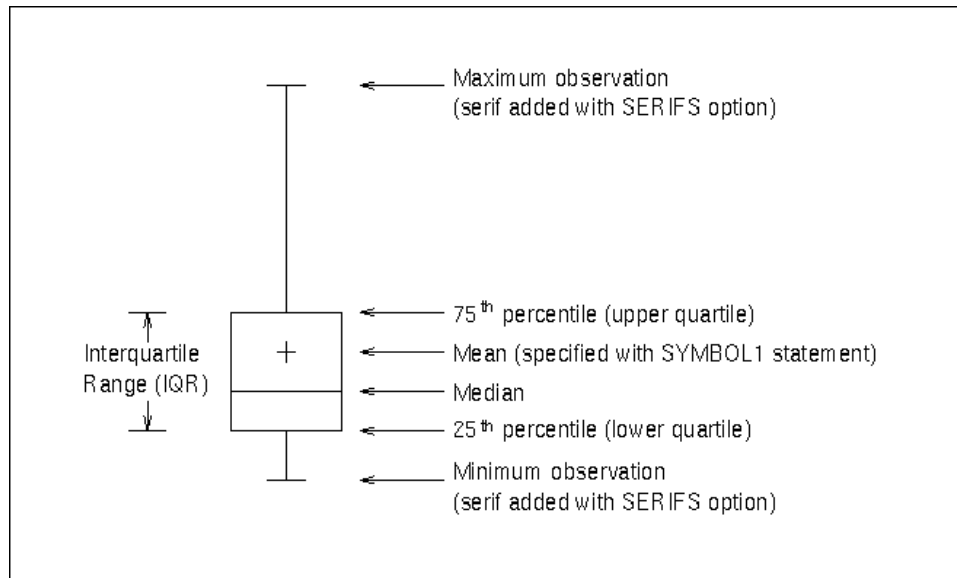 Maximum observation
(serif added with SERIFS option)
75th percentile (upper quartile)
Interquartile
Range (IQR)
Mean (specified with SYMBOL1 statement)
Median
25th percentile (lower quartile)
Minimum observation
(serif added with SERIFS option)